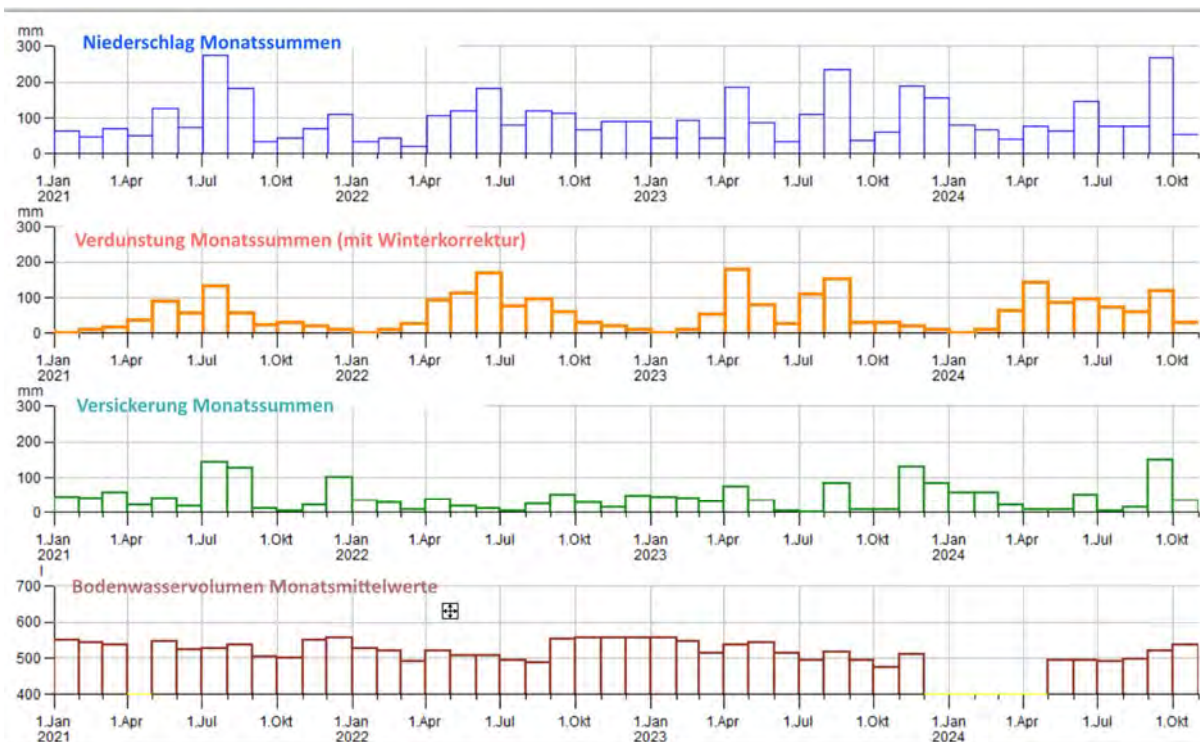 mm
Niederschlag Monatssummen
300
200
100
0
1.Jan 1.Apr 1.Jul 1.Okt 1.Jan 1.Apr 1.Jul 1.Okt 1.Jan 1.Apr 1.Jul 1.Okt 1.Jan 1.Apr 1.Jul 1.Okt
2021 2022 2023 2024
mm
300
Verdunstung Monatssummen (mit Winterkorrektur)
200
100
0
1.Jan 1.Apr 1.Jul 1.Okt 1.Jan 1.Apr 1.Jul 1.Okt 1.Jan 1.Apr 1.Jul 1.Okt 1.Jan 1.Apr 1.Jul 1.Okt
2021 2022 2023 2024
mm
300 Versickerung Monatssummen
200
100
0
1.Jan 1.Apr 1.Jul 1.Okt 1.Jan 1.Apr 1.Jul 1.Okt 1.Jan 1.Apr 1.Jul 1.Okt 1.Jan 1.Apr 1.Jul 1.Okt
2021 2022 2023 2024
l
700 Bodenwasservolumen Monatsmittelwerte
600
500
400
1.Jan 1.Apr 1.Jul 1.Okt 1.Jan 1.Apr 1.Jul 1.Okt 1.Jan 1.Apr 1.Jul 1.Okt 1.Jan 1.Apr 1.Jul 1.Okt
2021 2022 2023 2024